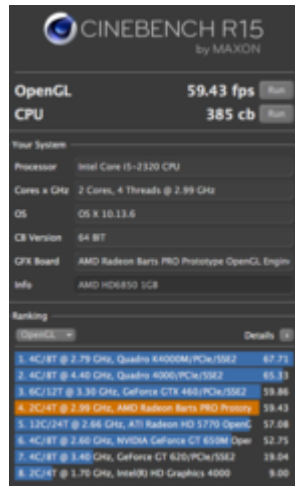 CINEBENCH R15
by MAXON
OpenGL 59.43 fps Run
CPU 385 cb Run
Your System
Processor Intel Core i5-2320 CPU
Cores x GHz 2 Cores, 4 Threads @ 2.99 GHz
OS OS X 10.13.6
CB Version 64 BIT
GFX Board AMD Radeon Barts PRO Prototype OpenGL Engine
Info AMD HD6850 1GB
Ranking
OpenGL Details
1. 4C/8T @ 2.79 GHz, Quadro K4000M/PCIe/SSE2 67.71
2. 4C/8T @ 4.40 GHz, Quadro 4000/PCIe/SSE2 65.33
3. 6C/12T @ 3.30 GHz, GeForce GTX 460/PCIe/SSE2 59.86
4. 2C/4T @ 2.99 GHz, AMD Radeon Barts PRO Prototy 59.43
5. 12C/24T @ 2.66 GHz, ATI Radeon HD 5770 OpenG 57.08
6. 4C/8T @ 2.60 GHz, NVIDIA GeForce GT 650M Open 52.75
7. 4C/8T @ 3.40 GHz, GeForce GT 620/PCIe/SSE2 19.04
8. 2C/4T @ 1.70 GHz, Intel(R) HD Graphics 4000 9.00